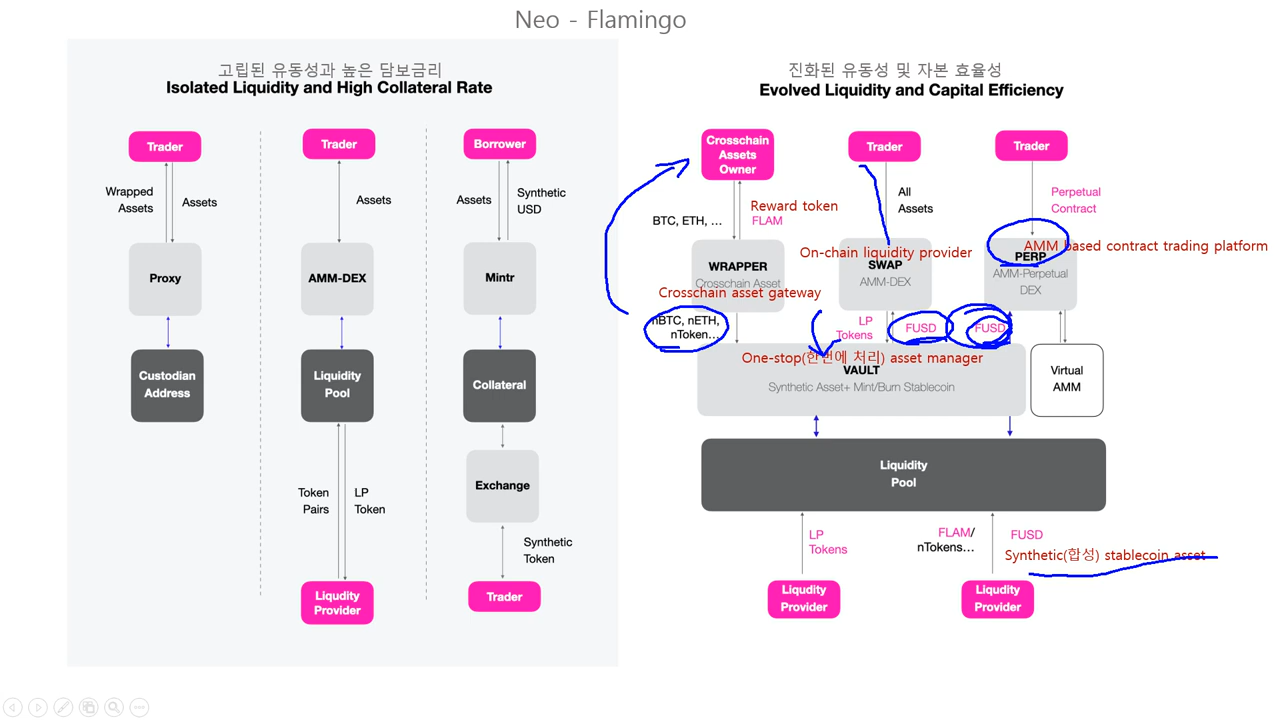 Neo - Flamingo
고립된 유동성과 높은 담보금리
Isolated Liquidity and High Collateral Rate
Trader
Wrapped
Assets
Assets
Proxy
Custodian
Address
Trader
Assets
AMM-DEX
Liquidity
Pool
Token
Pairs
LP
Token
Liqudity
Provider
Borrower
Assets
Synthetic
USD
Mintr
Collateral
Exchange
Synthetic
Token
Trader
진화된 유동성 및 자본 효율성
Evolved Liquidity and Capital Efficiency
Crosschain
Assets
Owner
Reward token
BTC, ETH, ...
FLAM
WRAPPER
Crosschain Asset
Crosschain asset gateway
nBTC, nETH,
nToken...
Trader
All
Assets
On-chain liquidity provider
SWAP
AMM-DEX
LP
Tokens
FUSD
Trader
Perpetual
Contract
AMM based contract trading platform
PERP
AMM-Perpetual
DEX
FUSD
One-stop(한번에 처리) asset manager
VAULT
Synthetic Asset+ Mint/Burn Stablecoin
Virtual
AMM
Liquidity
Pool
LP
Tokens
FLAM/
nTokens...
FUSD
Synthetic(합성) stablecoin asset
Liqudity
Provider
Liqudity
Provider